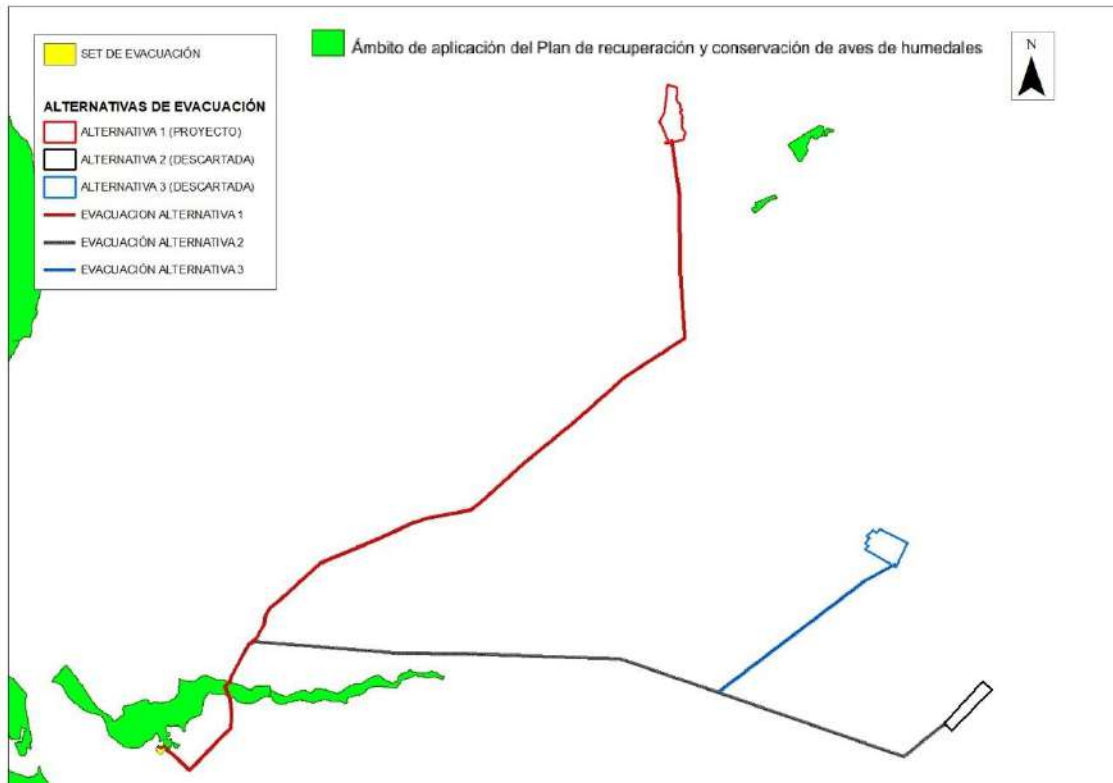 SET DE EVACUACIÓN
Ámbito de aplicación del Plan de recuperación y conservación de aves de humedales
N
ALTERNATIVAS DE EVACUACIÓN
ALTERNATIVA 1 (PROYECTO)
ALTERNATIVA 2 (DESCARTADA)
ALTERNATIVA 3 (DESCARTADA)
EVACUACION ALTERNATIVA 1
EVACUACIÓN ALTERNATIVA 2
EVACUACIÓN ALTERNATIVA 3